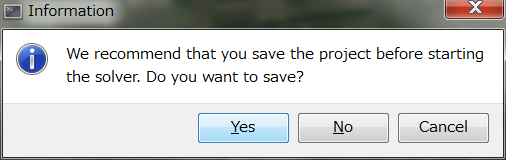 Information
We recommend that you save the project before starting
the solver. Do you want to save?
Yes
No
Cancel